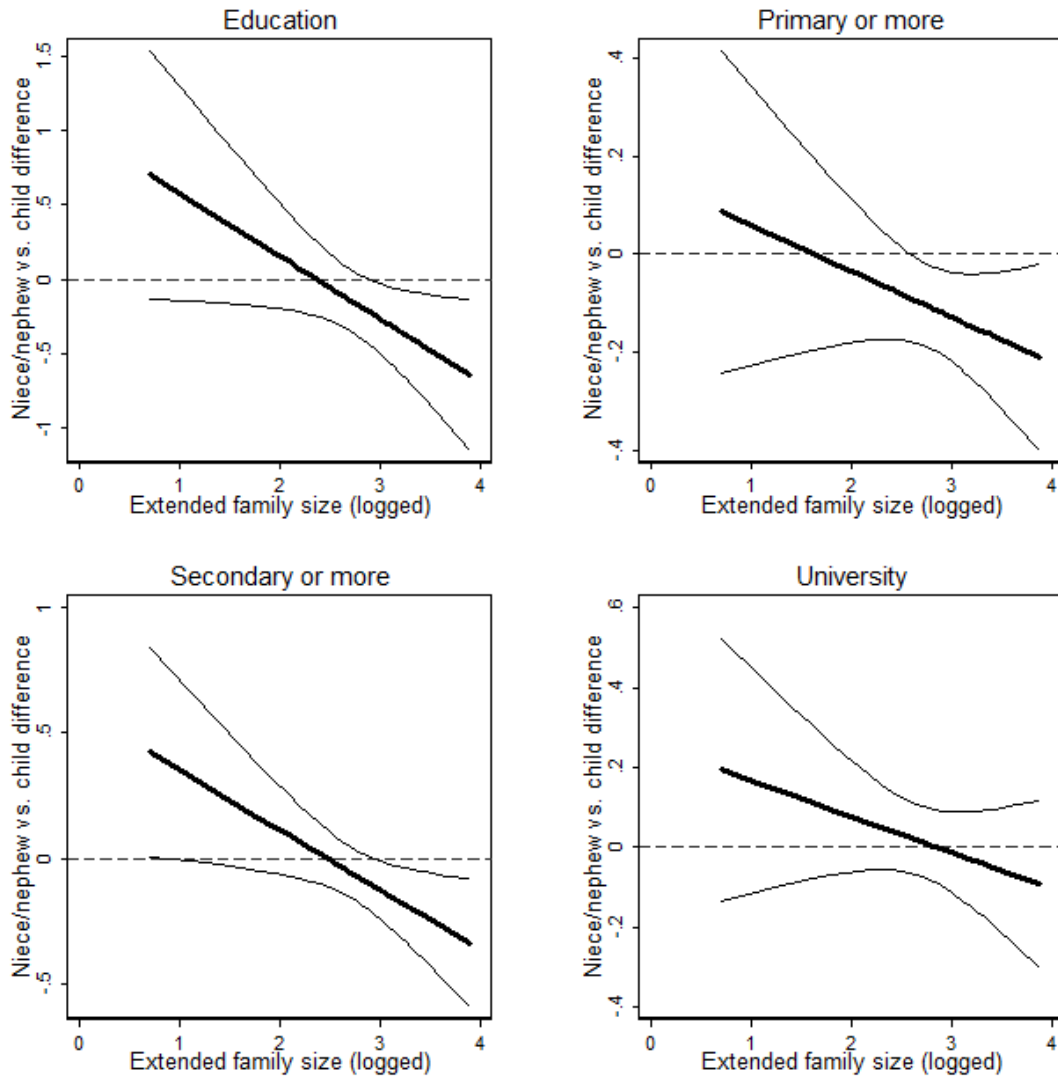 Education
Niece/nephew vs. child difference
1.5
1
.5
0
-.5
-1
0 1 2 3 4
Extended family size (logged)
Primary or more
Niece/nephew vs. child difference
.4
.2
0
-.2
-.4
0 1 2 3 4
Extended family size (logged)
Secondary or more
Niece/nephew vs. child difference
1
.5
0
-.5
0 1 2 3 4
Extended family size (logged)
University
Niece/nephew vs. child difference
.6
.4
.2
0
-.2
-.4
0 1 2 3 4
Extended family size (logged)